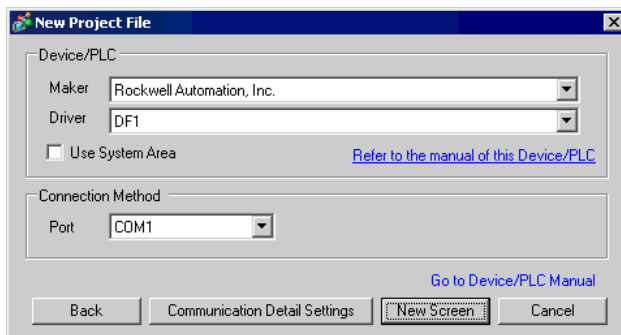 New Project File
Device/PLC
Maker Rockwell Automation, Inc.
Driver DF1
Use System Area Refer to the manual of this Device/PLC
Connection Method
Port COM1
Go to Device/PLC Manual
Back Communication Detail Settings New Screen Cancel